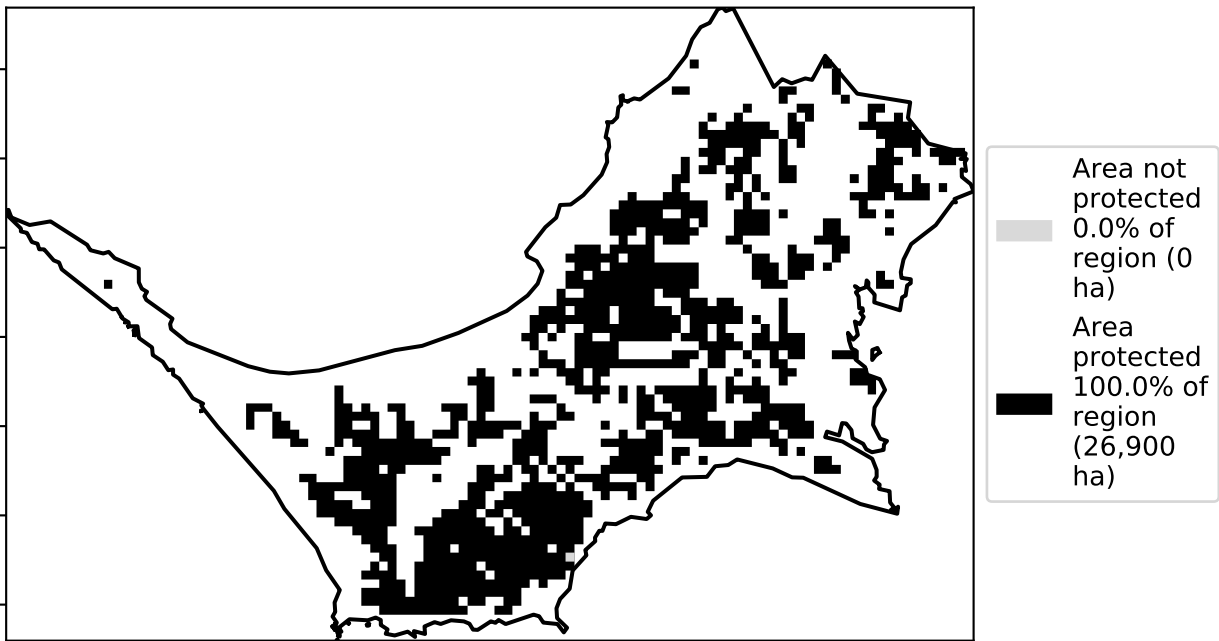 Area not
protected
0.0% of
region (0
ha)
Area
protected
100.0% of
region
(26,900
ha)